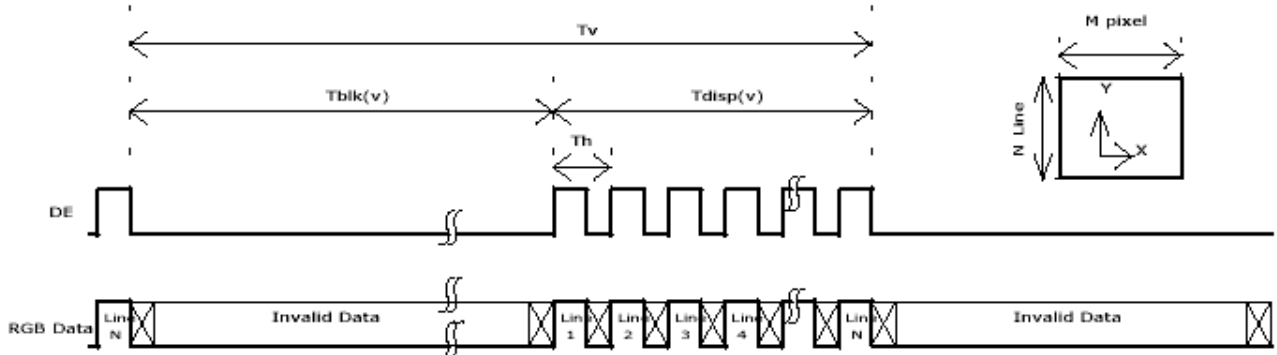 Tv
M pixel
Tblk(v)
Tdisp(v)
N Line
Y
X
Th
DE
RGB Data
Line
N
Invalid Data
Line
1
Line
2
Line
3
Line
4
Line
N
Invalid Data